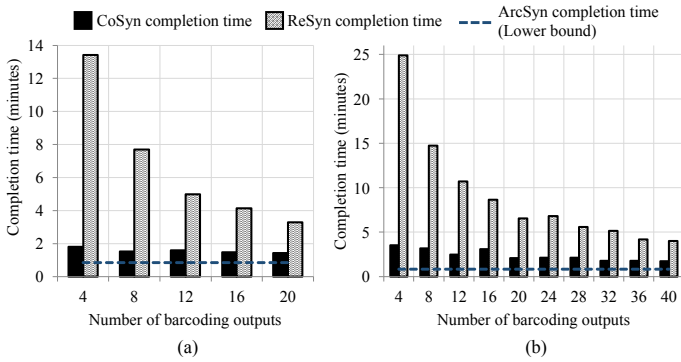 CoSyn completion time ReSyn completion time ArcSyn completion time
(Lower bound)
Completion time (minutes)
14
12
10
8
6
4
2
0
4 8 12 16 20
Number of barcoding outputs
(a)
Completion time (minutes)
25
20
15
10
5
0
4 8 12 16 20 24 28 32 36 40
Number of barcoding outputs
(b)